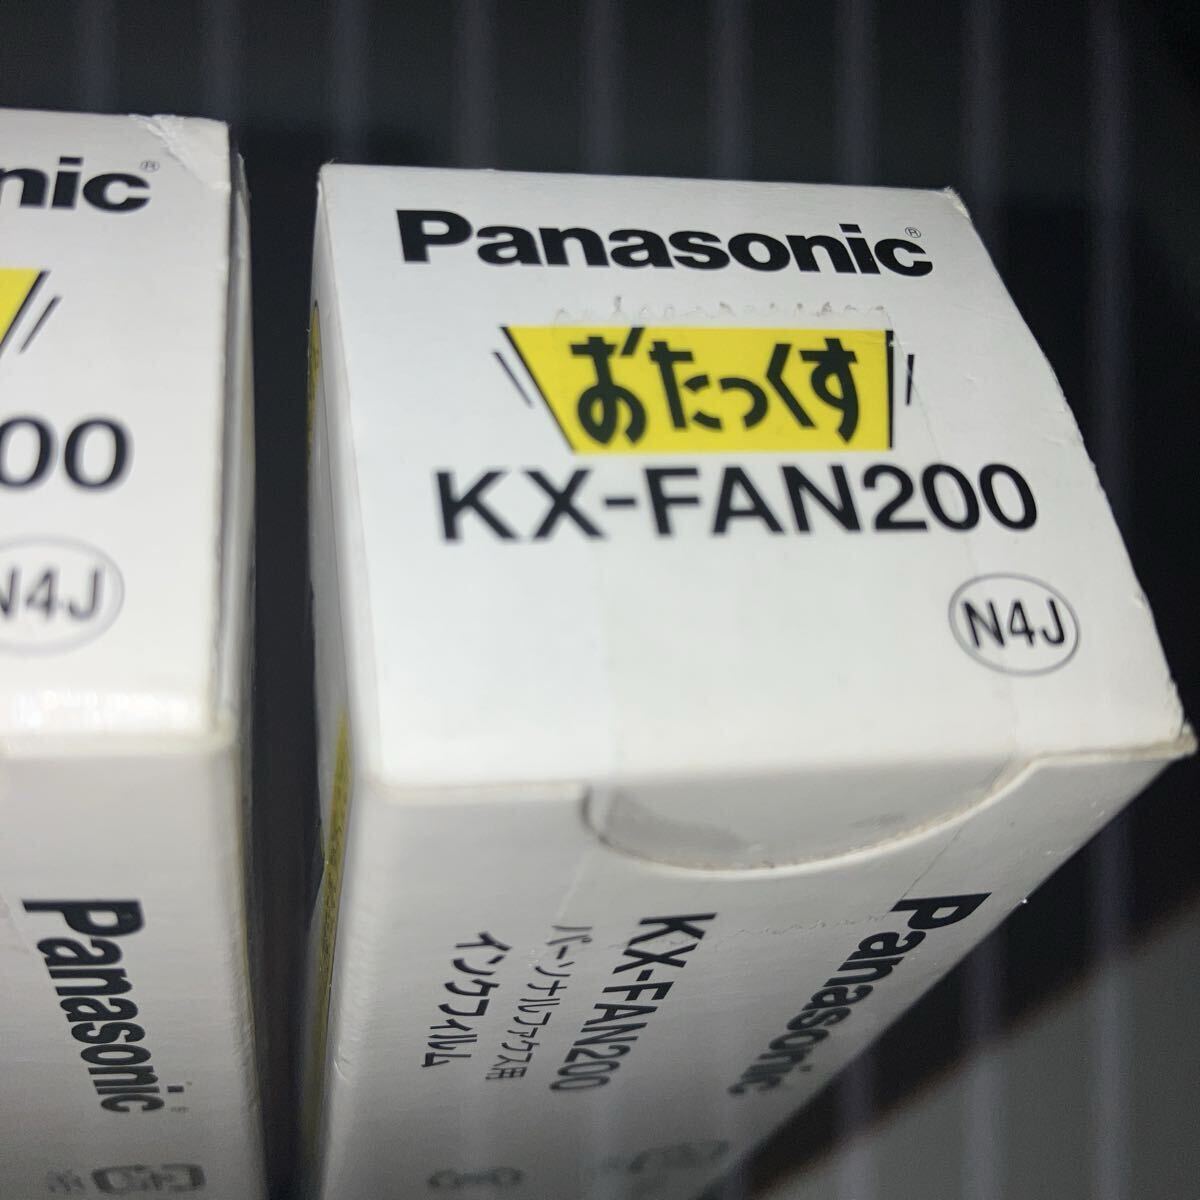 nic®
00
N4J
Panasonic®
Panasonic®
おたっくす
KX-FAN200
N4J
Panasonic
KX-FAN200
パーソナルファクス用
インクフィルム